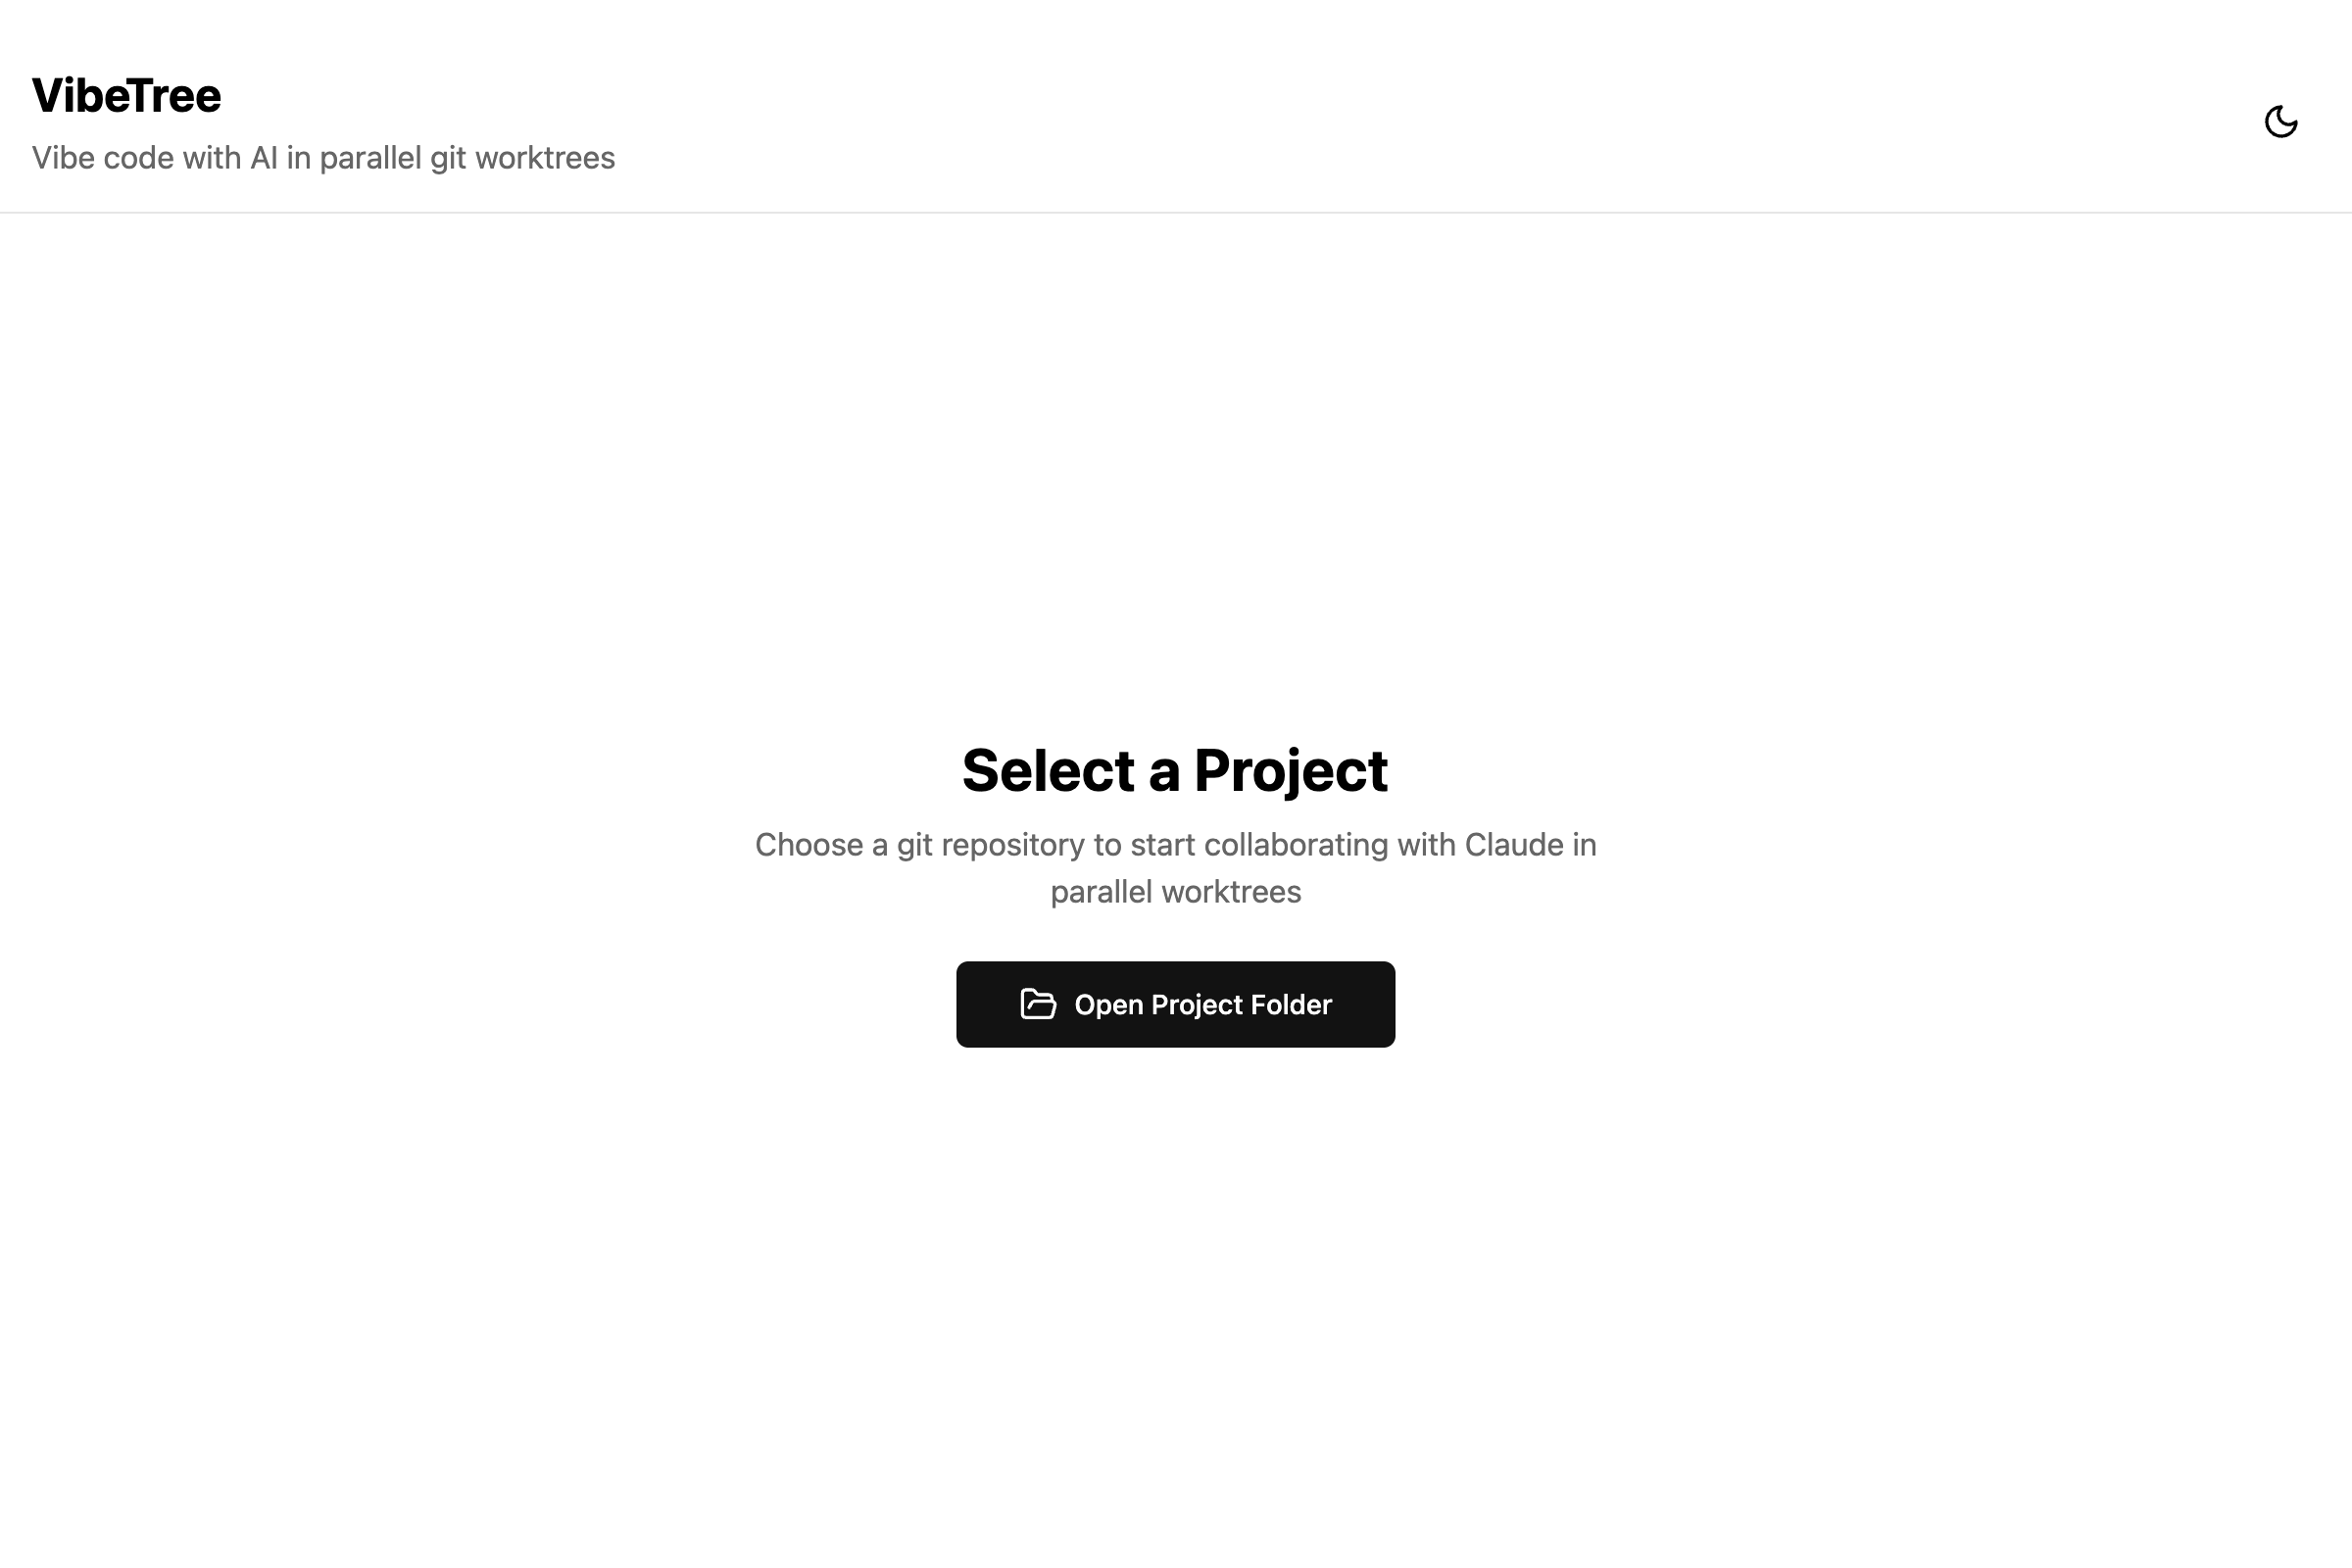 VibeTree
Vibe code with AI in parallel git worktrees
Select a Project
Choose a git repository to start collaborating with Claude in
parallel worktrees
Open Project Folder